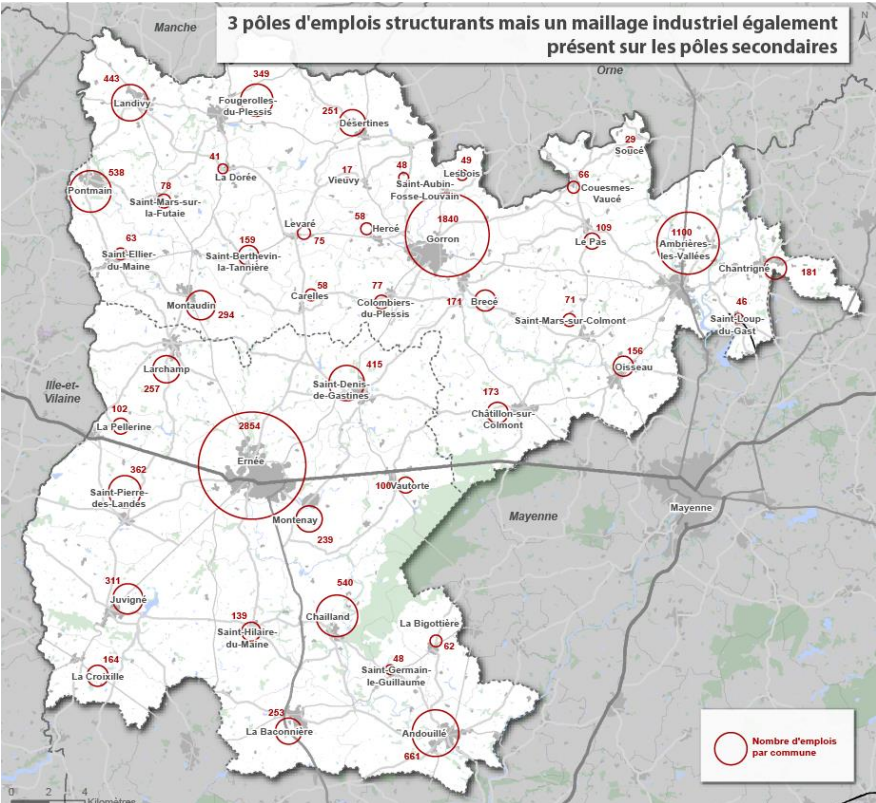 3 pôles d'emplois structurants mais un maillage industriel également
présent sur les pôles secondaires
Manche
Orne
N
443
Landivy
349
Fougerolles-
du-Plessis
251
Désertines
29
Soucé
41
La Dorée
17
Vieuvy
48
Saint-Aubin-
Fosse-Louvain
49
Lesbois
66
Couesmes-
Vaucé
538
Pontmain
78
Saint-Mars-sur-
la-Futaie
Levaré
75
58
Hercé
1840
Gorron
109
Le Pas
1100
Ambrières-
les-Vallées
63
Saint-Ellier-
du-Maine
159
Saint-Berthevin-
la-Tannière
Chantrigné
181
58
Carelles
77
Colombiers-
du-Plessis
171
Brecé
71
Saint-Mars-sur-Colmont
46
Saint-Loup-
du-Gast
Montaudin
294
Larchamp
257
415
Saint-Denis-
de-Gastines
156
Oisseau
Ille-et-
Vilaine
102
La Pellerine
173
Châtillon-sur-
Colmont
2854
Ernée
362
Saint-Pierre-
des-Landes
100
Vautorte
Mayenne
Mayenne
Montenay
239
311
Juvigné
540
Chailland
139
Saint-Hilaire-
du-Maine
La Bigottière
62
164
La Croixille
48
Saint-Germain-
le-Guillaume
253
La Baconnière
Andouillé
661
Nombre d'emplois
par commune
0 2 4
Kilomètres